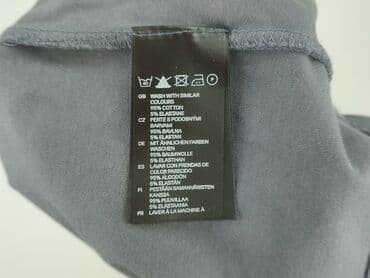 GB WASH WITH SIMILAR
COLOURS
95% COTTON
5% ELASTANE
CZ PERTE S PODOBNÝMI
BARVAMI
95% BAVLNA
5% ELASTAN
DE MIT ÄHNLICHEN FARBEN
WASCHEN
95% BAUMWOLLE
5% ELASTHAN
ES LAVAR CON PRENDAS DE
COLOR PARECIDO
95% ALGODÓN
5% ELASTÁN
FI PESTÄÄN SAMANVÄRISTEN
KANSSA
95% PUUVILLAA
5% ELASTAANIA
FR LAVER À LA MACHINE À